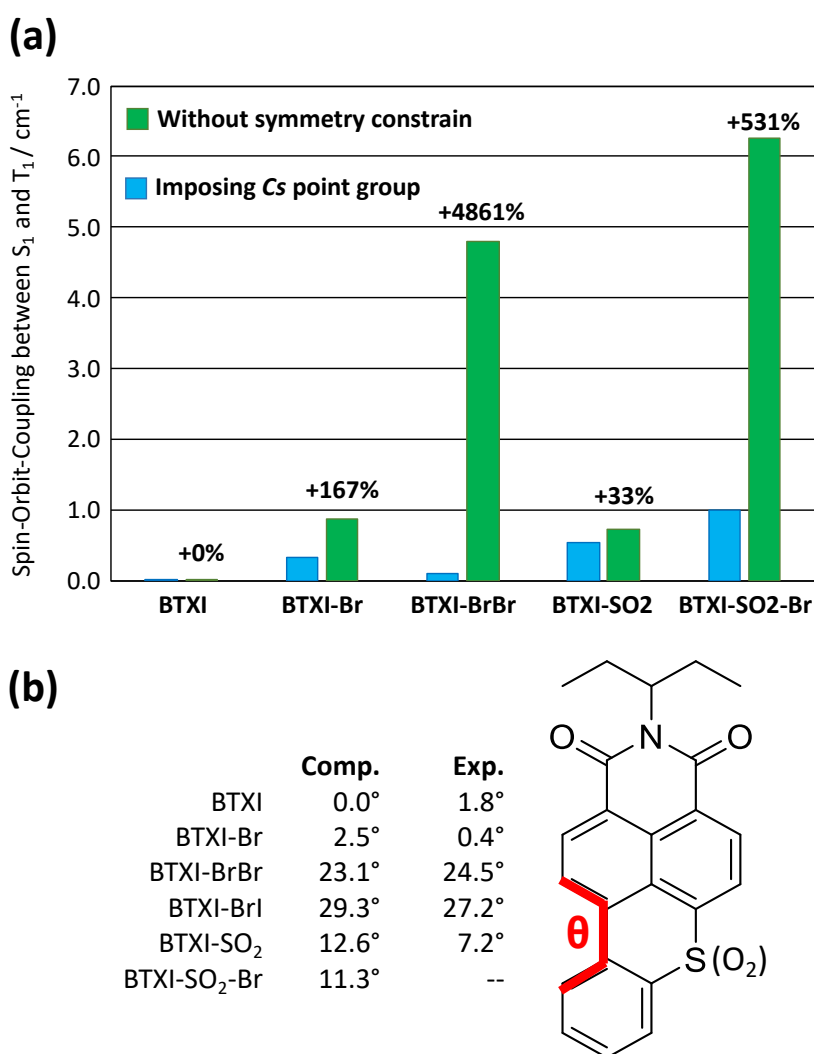 (a)
Spin-Orbit-Coupling between S₁ and T₁ / cm⁻¹
7.0
6.0
5.0
4.0
3.0
2.0
1.0
0.0
Without symmetry constrain
Imposing Cs point group
+0%
+167%
+4861%
+33%
+531%
BTXI BTXI-Br BTXI-BrBr BTXI-SO2 BTXI-SO2-Br
(b)
Comp. Exp.
BTXI 0.0° 1.8°
BTXI-Br 2.5° 0.4°
BTXI-BrBr 23.1° 24.5°
BTXI-BrI 29.3° 27.2°
BTXI-SO₂ 12.6° 7.2°
BTXI-SO₂-Br 11.3° --
O N O
θ
S(O₂)